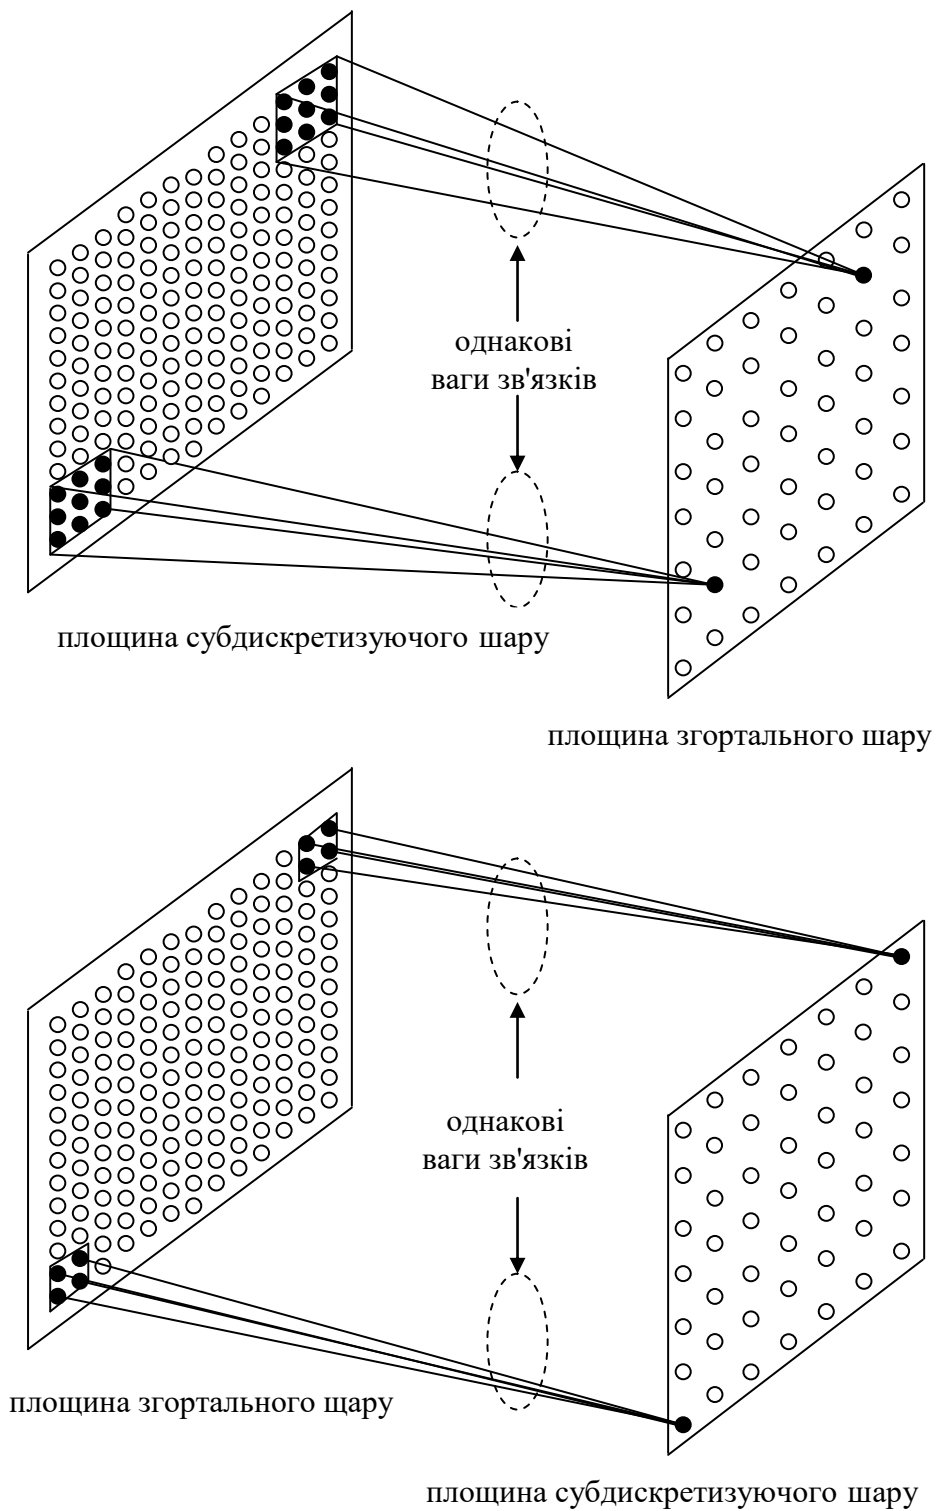 однакові
ваги зв'язків
площина субдискретизуючого шару
площина згортального шару
однакові
ваги зв'язків
площина згортального щару
площина субдискретизуючого шару